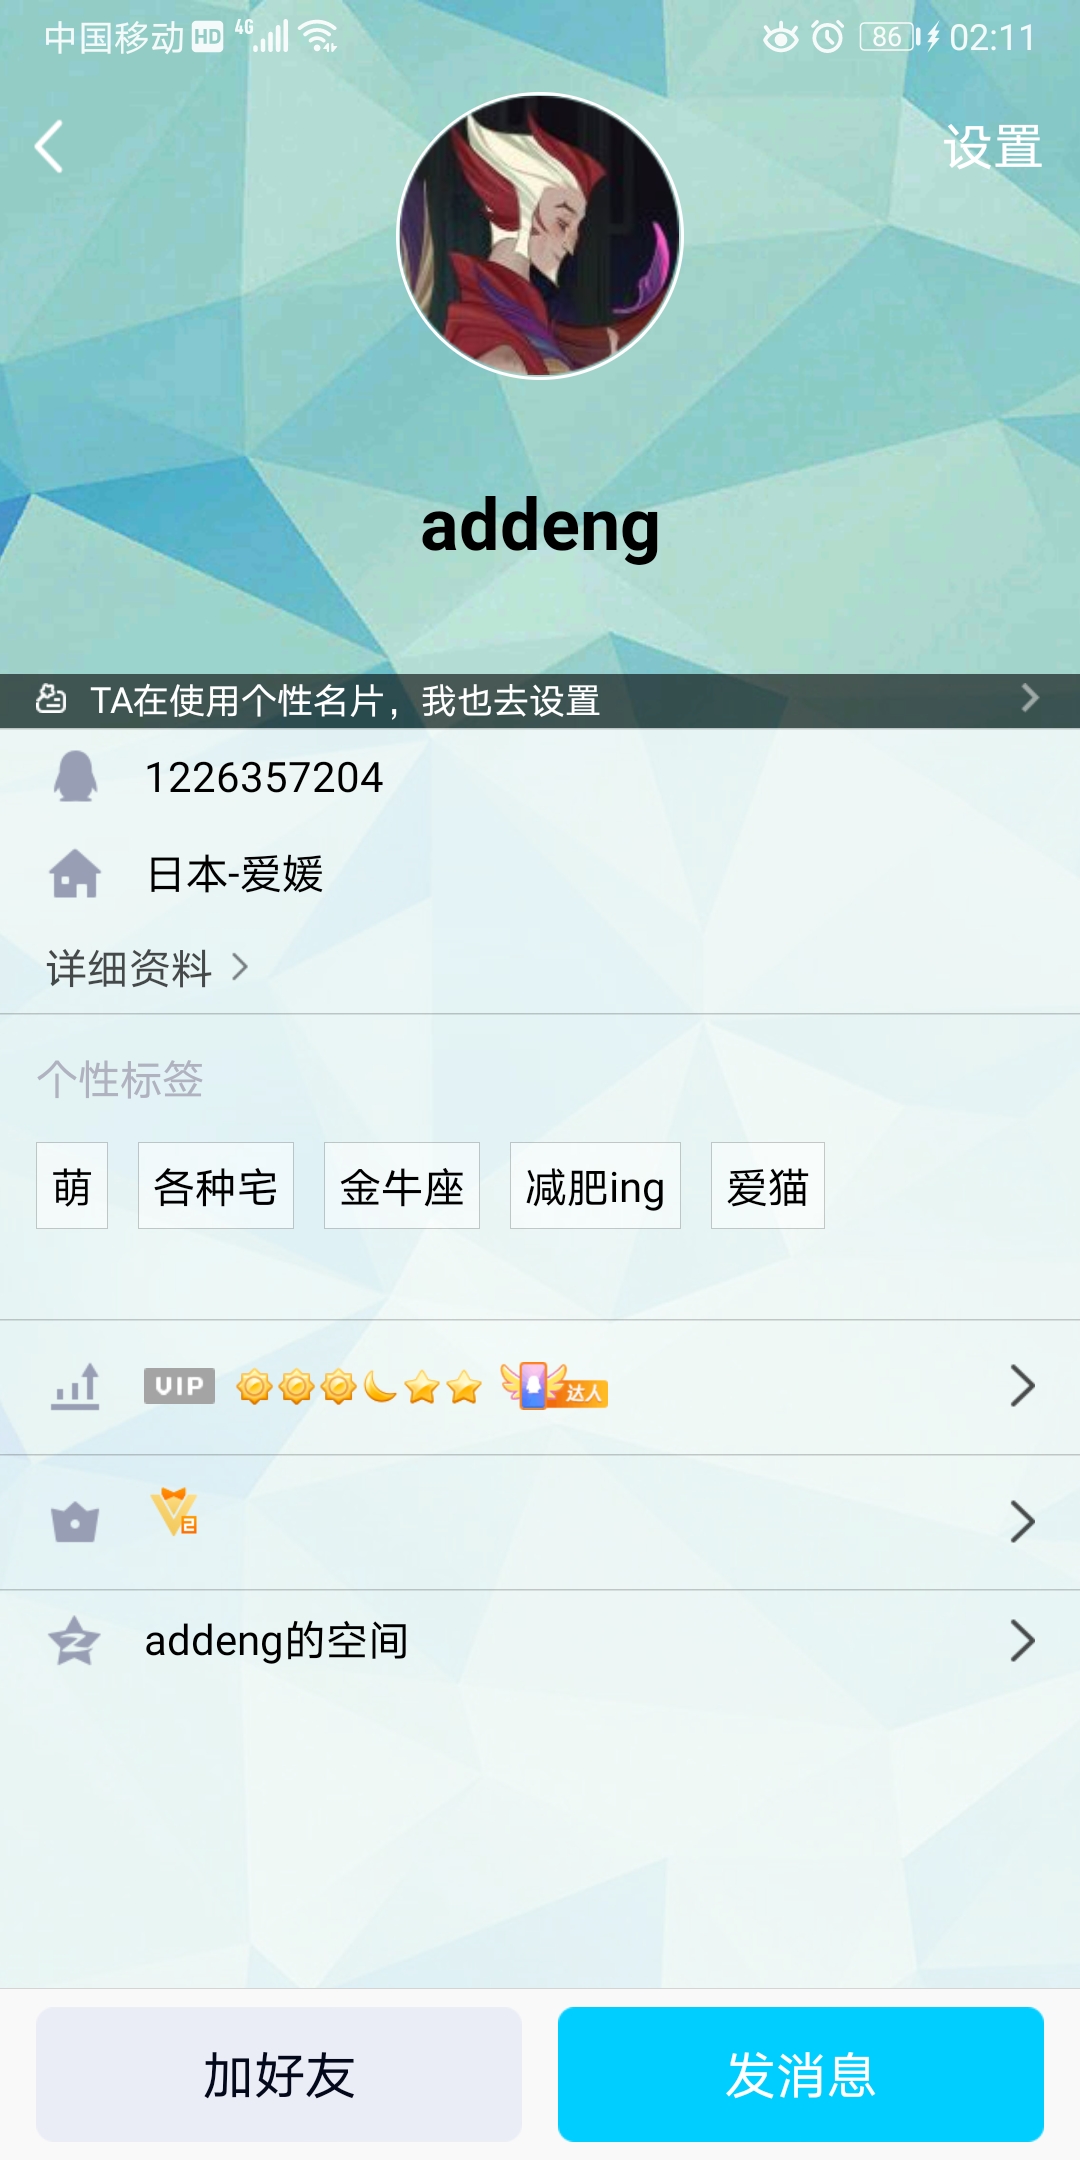 中国移动 HD 4G 86 02:11
设置
addeng
TA在使用个性名片，我也去设置
1226357204
日本-爱媛
详细资料
个性标签
萌 各种宅 金牛座 减肥ing 爱猫
VIP 达人
V2
addeng的空间
加好友 发消息